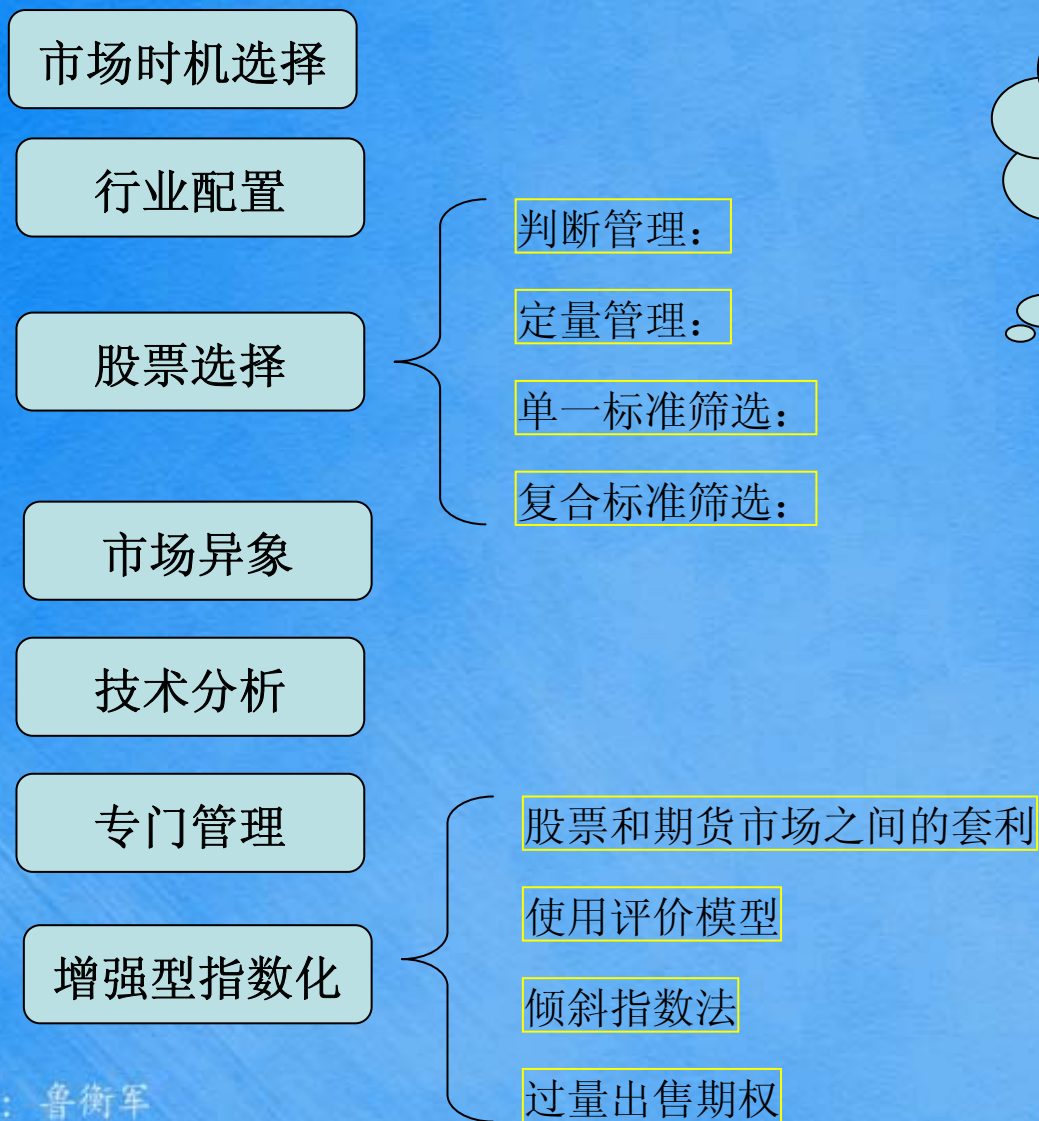 市场时机选择
行业配置
股票选择
判断管理：
定量管理：
单一标准筛选：
复合标准筛选：
市场异象
技术分析
专门管理
增强型指数化
股票和期货市场之间的套利
使用评价模型
倾斜指数法
过量出售期权
：鲁衡军